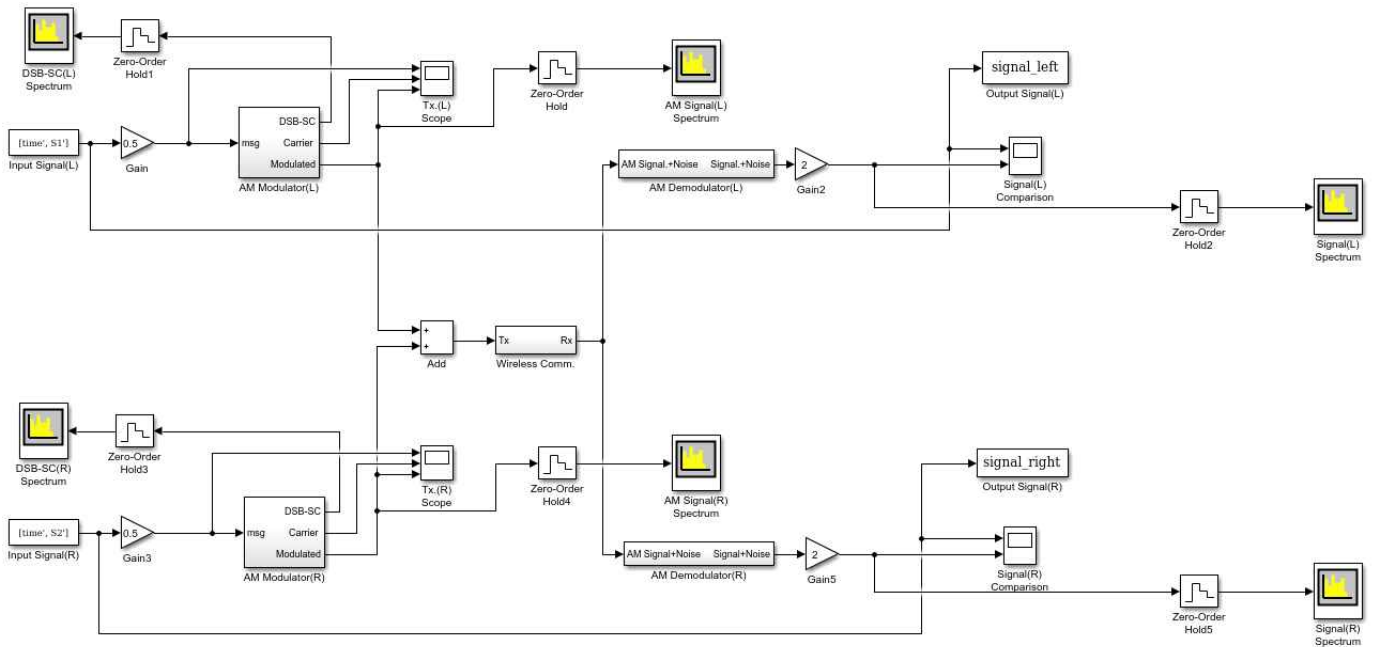 DSB-SC(L)
Spectrum
Zero-Order
Hold1
Tx.(L)
Scope
Zero-Order
Hold
AM Signal(L)
Spectrum
signal_left
Output Signal(L)
[time', S1']
Input Signal(L)
0.5
Gain
msg
DSB-SC
Carrier
Modulated
AM Modulator(L)
AM Signal.+Noise
Signal.+Noise
AM Demodulator(L)
2
Gain2
Signal(L)
Comparison
Zero-Order
Hold2
Signal(L)
Spectrum
+
+
Add
Tx
Rx
Wireless Comm.
DSB-SC(R)
Spectrum
Zero-Order
Hold3
Tx.(R)
Scope
Zero-Order
Hold4
AM Signal(R)
Spectrum
signal_right
Output Signal(R)
[time', S2']
Input Signal(R)
0.5
Gain3
msg
DSB-SC
Carrier
Modulated
AM Modulator(R)
AM Signal+Noise
Signal+Noise
AM Demodulator(R)
2
Gain5
Signal(R)
Comparison
Zero-Order
Hold5
Signal(R)
Spectrum